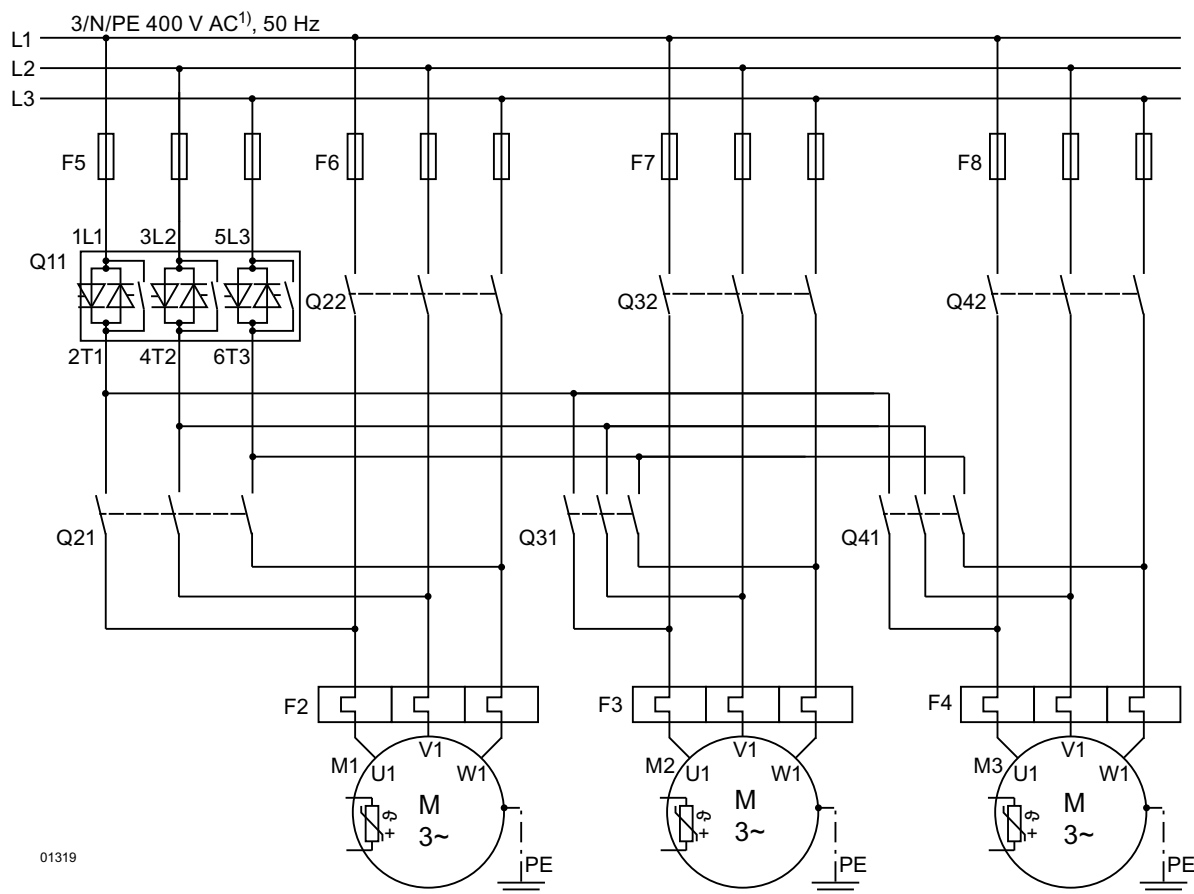 3/N/PE 400 V AC1), 50 Hz
L1
L2
L3
F5
F6
F7
F8
1L1 3L2 5L3
Q11
Q22
Q32
Q42
2T1 4T2 6T3
Q21
Q31
Q41
F2
F3
F4
M1 U1 V1 W1
M2 U1 V1 W1
M3 U1 V1 W1
M
3~
ϑ
+
M
3~
ϑ
+
M
3~
ϑ
+
PE
PE
PE
01319